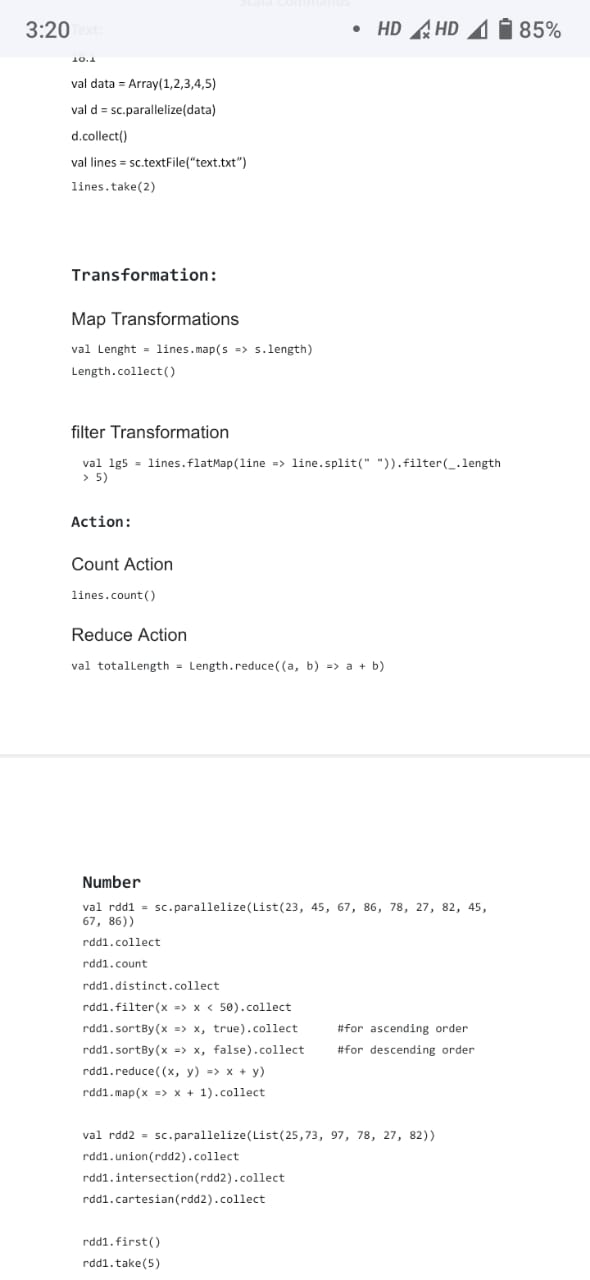 Scala Commands
3:20 Text: • HD HD 85%
18.1
val data = Array(1,2,3,4,5)
val d = sc.parallelize(data)
d.collect()
val lines = sc.textFile(“text.txt”)
lines.take(2)
Transformation:
Map Transformations
val Lenght = lines.map(s => s.length)
Length.collect()
filter Transformation
val lg5 = lines.flatMap(line => line.split(" ")).filter(_.length
> 5)
Action:
Count Action
lines.count()
Reduce Action
val totalLength = Length.reduce((a, b) => a + b)
Number
val rdd1 = sc.parallelize(List(23, 45, 67, 86, 78, 27, 82, 45,
67, 86))
rdd1.collect
rdd1.count
rdd1.distinct.collect
rdd1.filter(x => x < 50).collect
rdd1.sortBy(x => x, true).collect #for ascending order
rdd1.sortBy(x => x, false).collect #for descending order
rdd1.reduce((x, y) => x + y)
rdd1.map(x => x + 1).collect
val rdd2 = sc.parallelize(List(25,73, 97, 78, 27, 82))
rdd1.union(rdd2).collect
rdd1.intersection(rdd2).collect
rdd1.cartesian(rdd2).collect
rdd1.first()
rdd1.take(5)